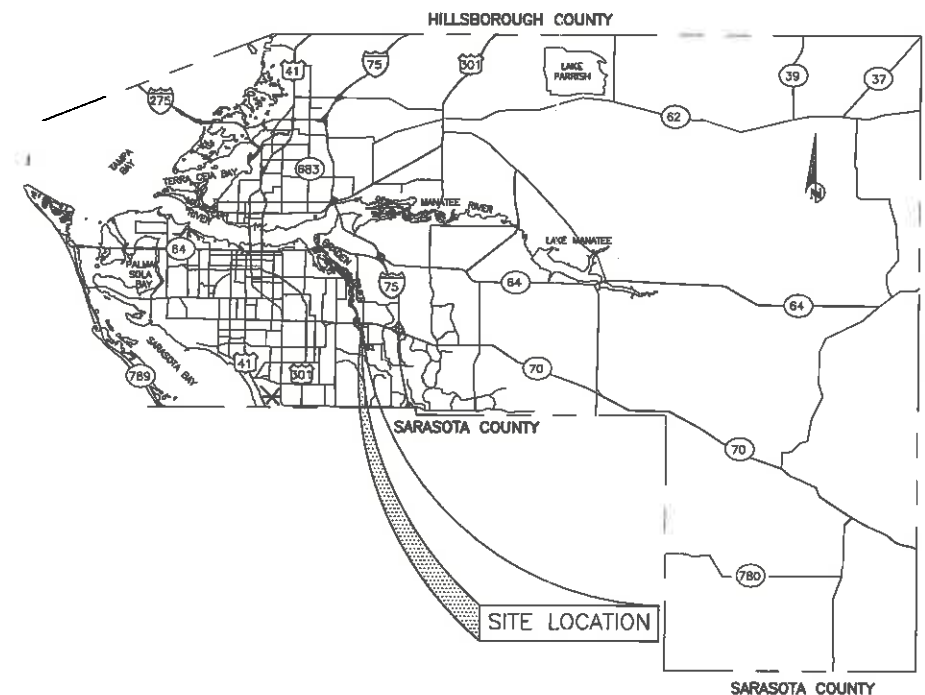 HILLSBOROUGH COUNTY
41
75
301
LAKE
PARRISH
39
37
275
62
TAMPA
BAY
TERRA CEIA BAY
683
RIVER
MANATEE RIVER
N
64
LAKE MANATEE
PALMA
SOLA
BAY
75
64
64
SARASOTA BAY
789
41
301
70
SARASOTA COUNTY
70
780
SITE LOCATION
SARASOTA COUNTY